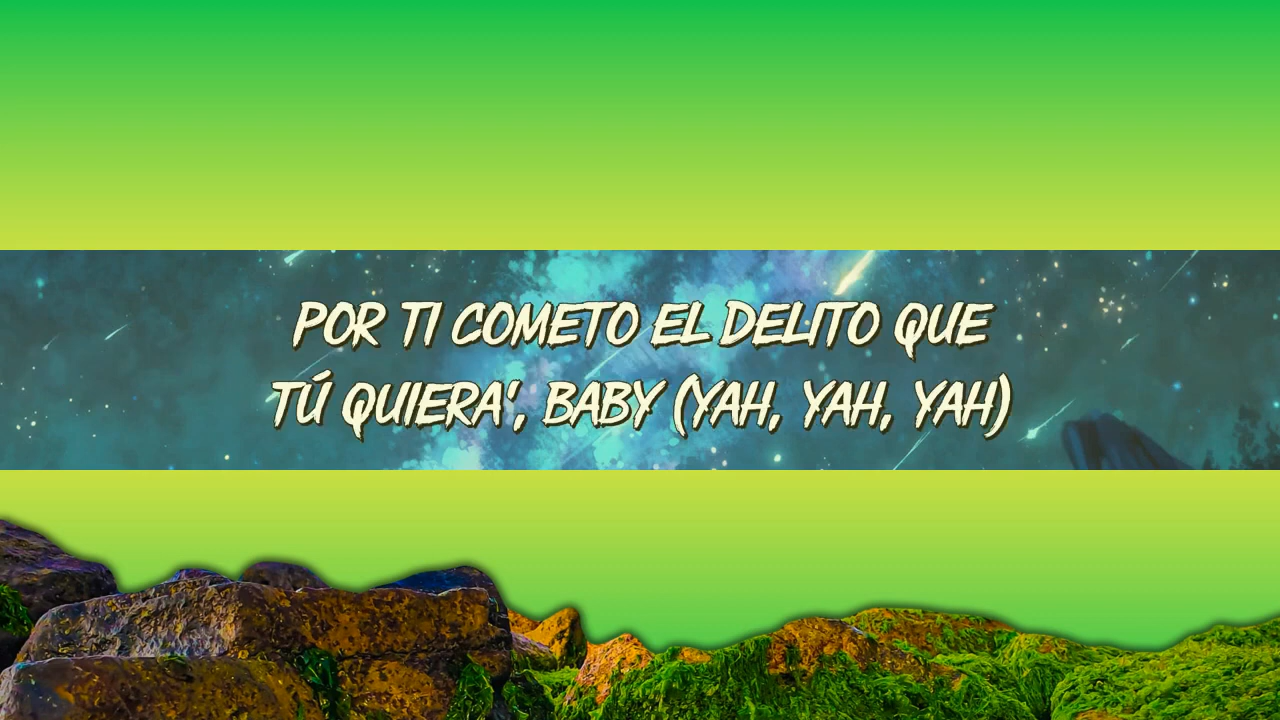 POR TI COMETO EL DELITO QUE
TÚ QUIERA', BABY (YAH, YAH, YAH)